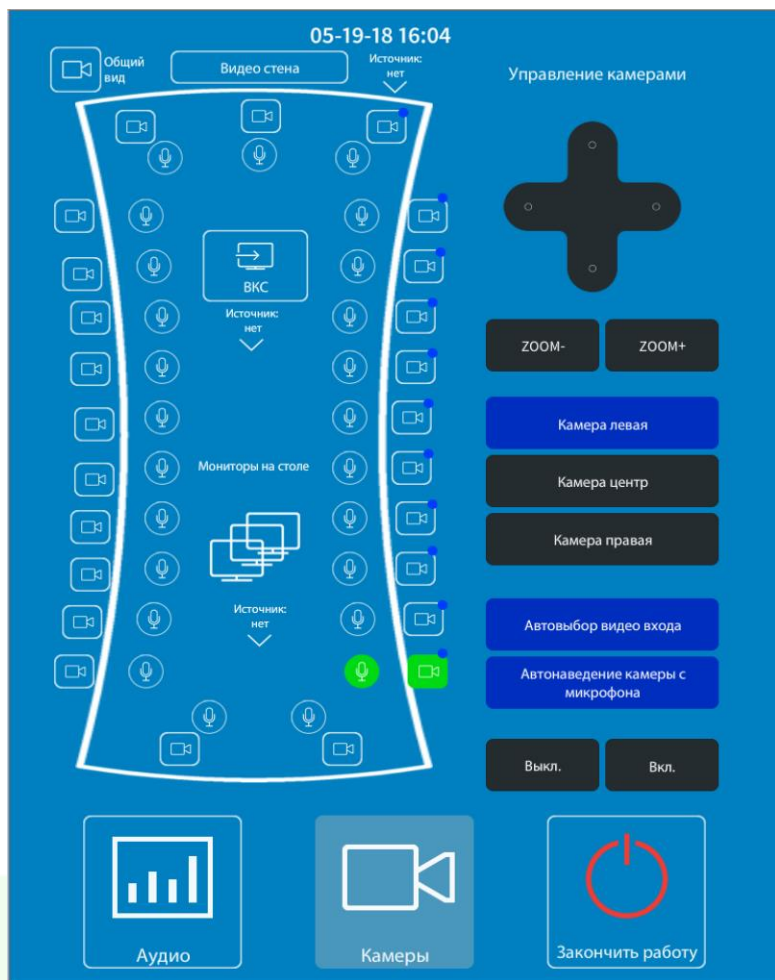 05-19-18 16:04
Общий
вид
Видео стена
Источник:
нет
Управление камерами
ВКС
Источник:
нет
ZOOM-
ZOOM+
Камера левая
Мониторы на столе
Камера центр
Камера правая
Источник:
нет
Автовыбор видео входа
Автонаведение камеры с
микрофона
Выкл.
Вкл.
Аудио
Камеры
Закончить работу